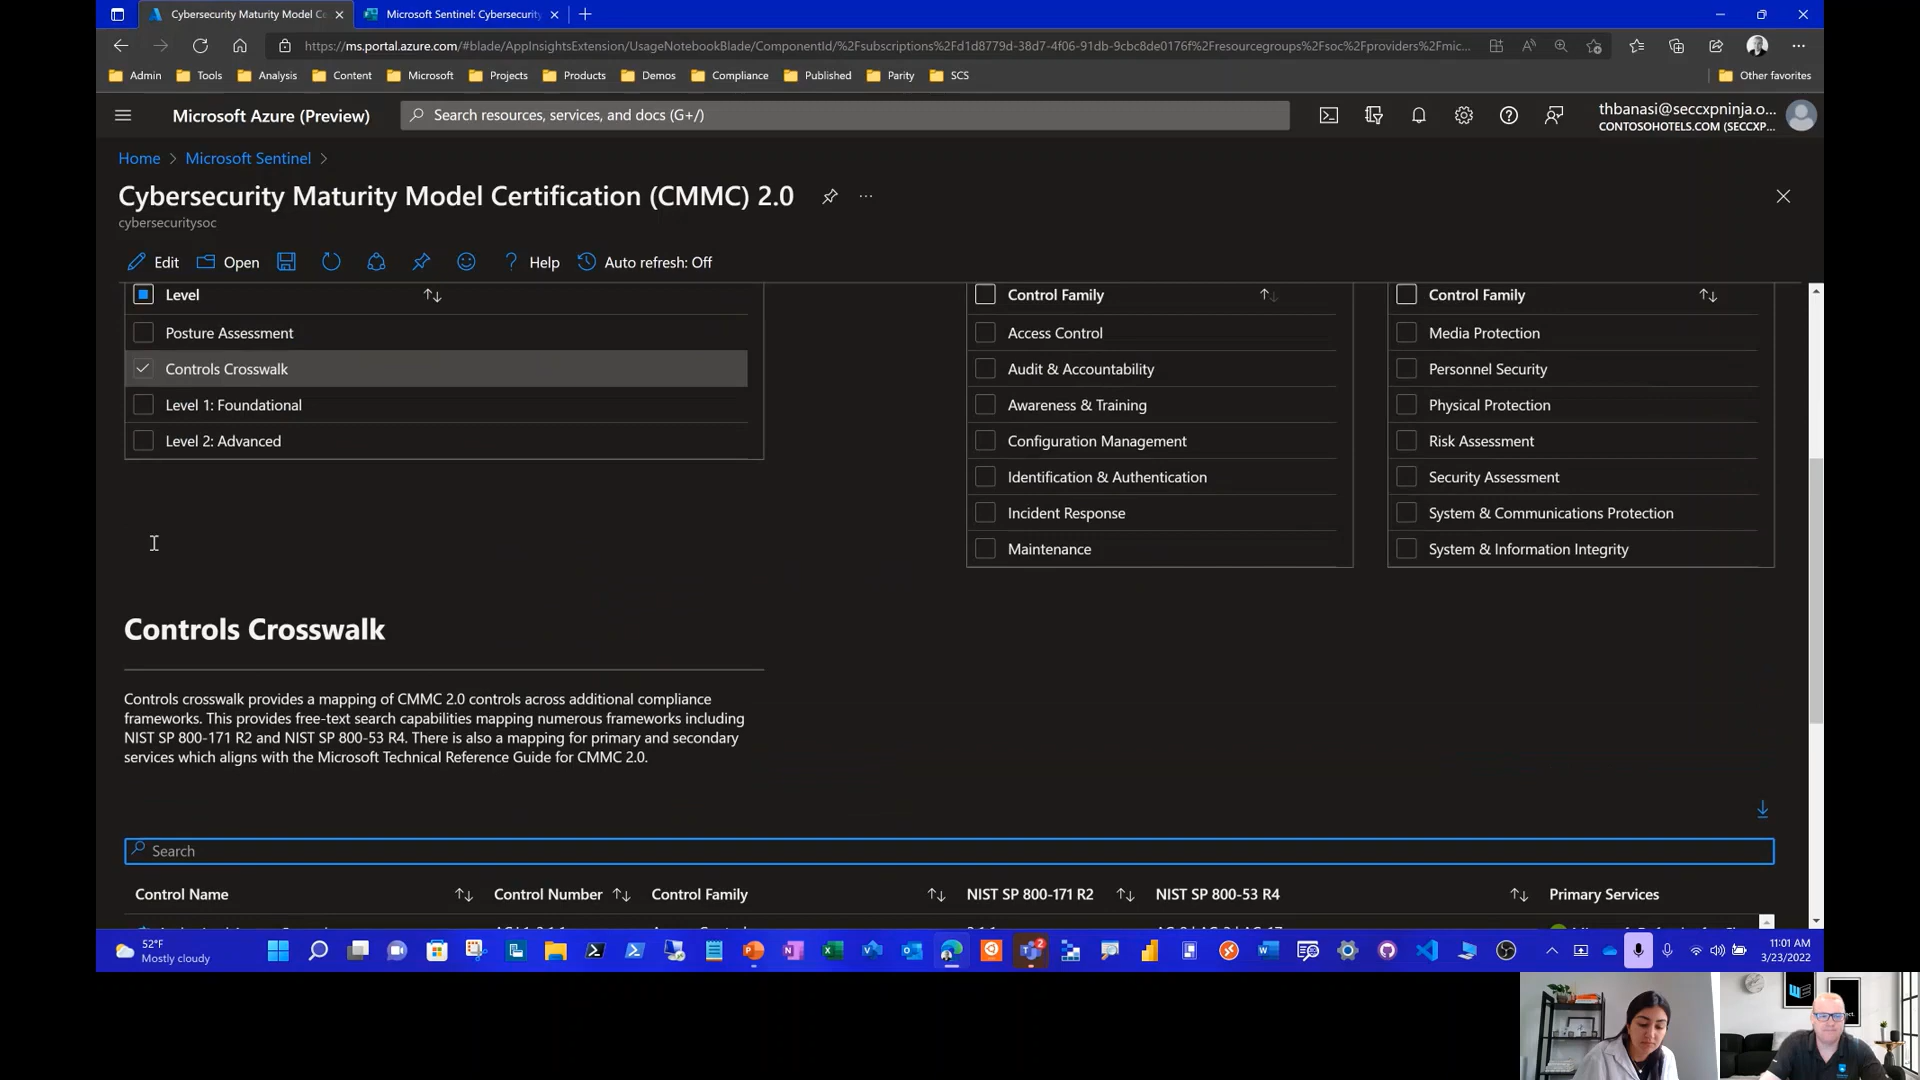 Cybersecurity Maturity Model Ce
Microsoft Sentinel: Cybersecurity
https://ms.portal.azure.com/#blade/AppInsightsExtension/UsageNotebookBlade/ComponentId/%2Fsubscriptions%2Fd1d8779d-38d7-4f06-91db-9cbc8de0176f%2Fresourcegroups%2Fsoc%2Fproviders%2Fmic...
Admin Tools Analysis Content Microsoft Projects Products Demos Compliance Published Parity SCS Other favorites
Microsoft Azure (Preview)
Search resources, services, and docs (G+/)
thbanasi@seccxpninja.o...
CONTOSOHOTELS.COM (SECCXP...
Home > Microsoft Sentinel >
Cybersecurity Maturity Model Certification (CMMC) 2.0 ...
cybersecuritysoc
Edit Open Help Auto refresh: Off
Level
Posture Assessment
Controls Crosswalk
Level 1: Foundational
Level 2: Advanced
Control Family
Access Control
Audit & Accountability
Awareness & Training
Configuration Management
Identification & Authentication
Incident Response
Maintenance
Control Family
Media Protection
Personnel Security
Physical Protection
Risk Assessment
Security Assessment
System & Communications Protection
System & Information Integrity
Controls Crosswalk
Controls crosswalk provides a mapping of CMMC 2.0 controls across additional compliance
frameworks. This provides free-text search capabilities mapping numerous frameworks including
NIST SP 800-171 R2 and NIST SP 800-53 R4. There is also a mapping for primary and secondary
services which aligns with the Microsoft Technical Reference Guide for CMMC 2.0.
Search
Control Name Control Number Control Family NIST SP 800-171 R2 NIST SP 800-53 R4 Primary Services
52°F
Mostly cloudy
2
11:01 AM
3/23/2022